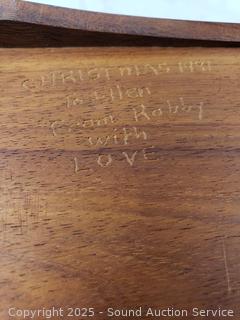 CHRISTMAS
To Ellen
From Robby
with
LOVE
Copyright 2025 - Sound Auction Service